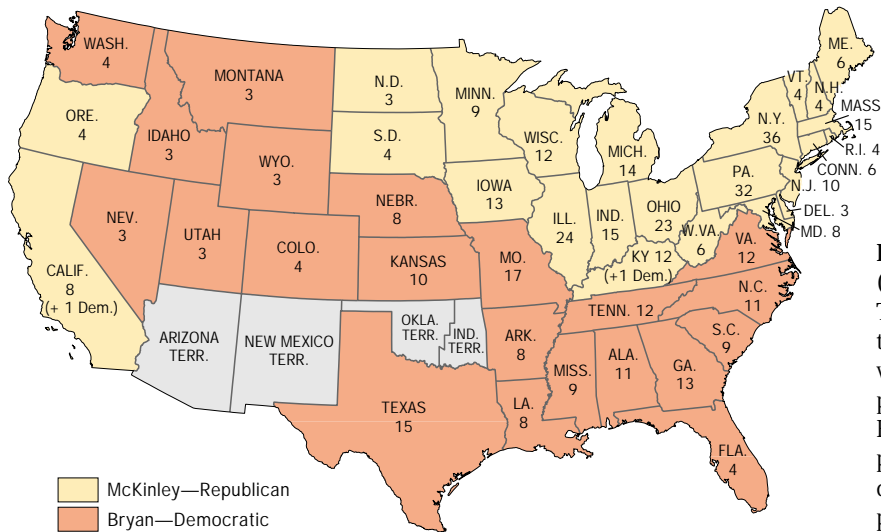 WASH.
4
MONTANA
3
N.D.
3
MINN.
9
ORE.
4
IDAHO
3
WYO.
3
S.D.
4
WISC.
12
MICH.
14
ME.
6
VT.
4
N.H.
4
MASS
15
N.Y.
36
R.I. 4
CONN. 6
PA.
32
N.J. 10
DEL. 3
MD. 8
IOWA
13
NEBR.
8
NEV.
3
UTAH
3
COLO.
4
KANSAS
10
MO.
17
ILL.
24
IND.
15
OHIO
23
W.VA.
6
KY 12
(+1 Dem.)
VA.
12
CALIF.
8
(+ 1 Dem.)
ARIZONA
TERR.
NEW MEXICO
TERR.
OKLA.
TERR.
IND.
TERR.
ARK.
8
TENN. 12
N.C.
11
S.C.
9
TEXAS
15
LA.
8
MISS.
9
ALA.
11
GA.
13
FLA.
4
McKinley—Republican
Bryan—Democratic